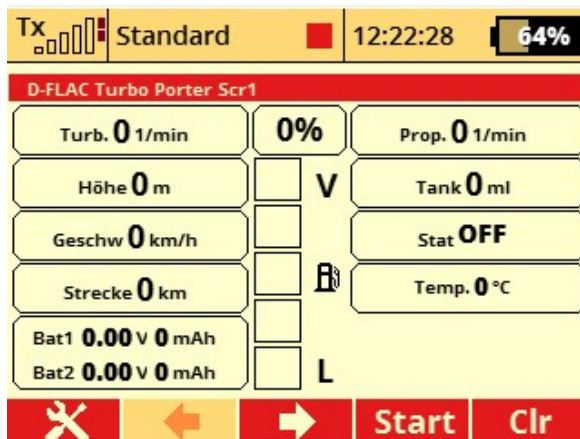 Tx Standard 12:22:28 64%
D-FLAC Turbo Porter Scr1
Turb. 0 1/min 0% Prop. 0 1/min
Höhe 0 m V Tank 0 ml
Geschw 0 km/h Stat OFF
Strecke 0 km Temp. 0 °C
Bat1 0.00 V 0 mAh
Bat2 0.00 V 0 mAh L
Start Clr